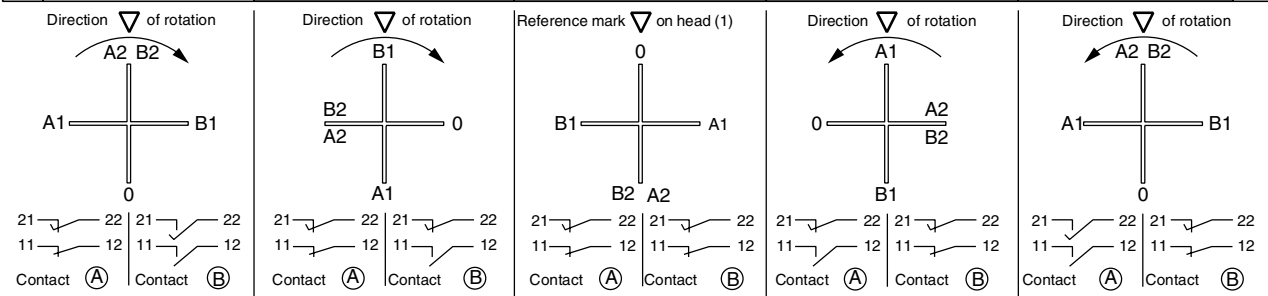 Direction of rotation
A2 B2
A1 B1
0
21 22 21 22
11 12 11 12
Contact A Contact B
Direction of rotation
B1
B2
A2
0
A1
21 22 21 22
11 12 11 12
Contact A Contact B
Reference mark on head (1)
0
B1 A1
B2 A2
21 22 21 22
11 12 11 12
Contact A Contact B
Direction of rotation
A1
0
A2
B2
B1
21 22 21 22
11 12 11 12
Contact A Contact B
Direction of rotation
A2 B2
A1 B1
0
21 22 21 22
11 12 11 12
Contact A Contact B